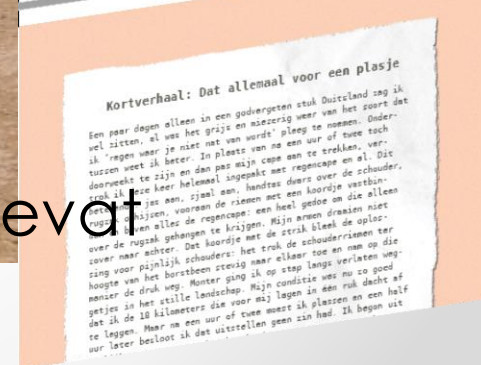 Kortverhaal: Dat allemaal voor een plasje
Een paar dagen alleen in een godvergeten stuk Duitsland zag ik
wel zitten, al was het grijs en miezerig weer van het soort dat
ik 'regen waar je niet nat van wordt' pleeg te noemen. Onder-
tussen weet ik beter. In plaats van na een uur of twee toch
doorweekt te zijn en dan pas mijn cape aan te trekken, ver-
trok ik deze keer helemaal ingepakt met regencape en al. Dit
jas aan, sjaal aan, handtas dwars over de schouder,
hijsen, vooraan de riemen met een koordje vastbin-
boven alles de regencape: een heel gedoe om die alleen
over de rugzak gehangen te krijgen. Mijn armen draaien niet
zover naar achter. Dat koordje met de strik bleek de oplos-
sing voor pijnlijk schouders: het trok de schouderriemen ter
hoogte van het borstbeen stevig naar elkaar toe en nam op die
manier de druk weg. Monter ging ik op stap langs verlaten weg-
getjes in het stille landschap. Mijn conditie was nu zo goed
dat ik de 10 kilometers die voor mij lagen in één ruk dacht af
te leggen. Maar na een uur of twee moest ik plassen en een half
uur later besloot ik dat uitstellen geen zin had. Ik begon uit
evat